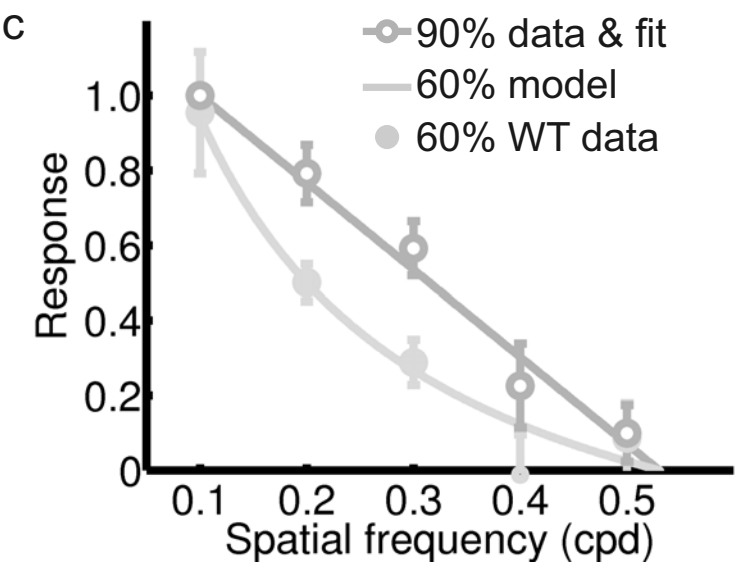 c
90% data & fit
60% model
60% WT data
Response
1.0
0.8
0.6
0.4
0.2
0
0.1 0.2 0.3 0.4 0.5
Spatial frequency (cpd)